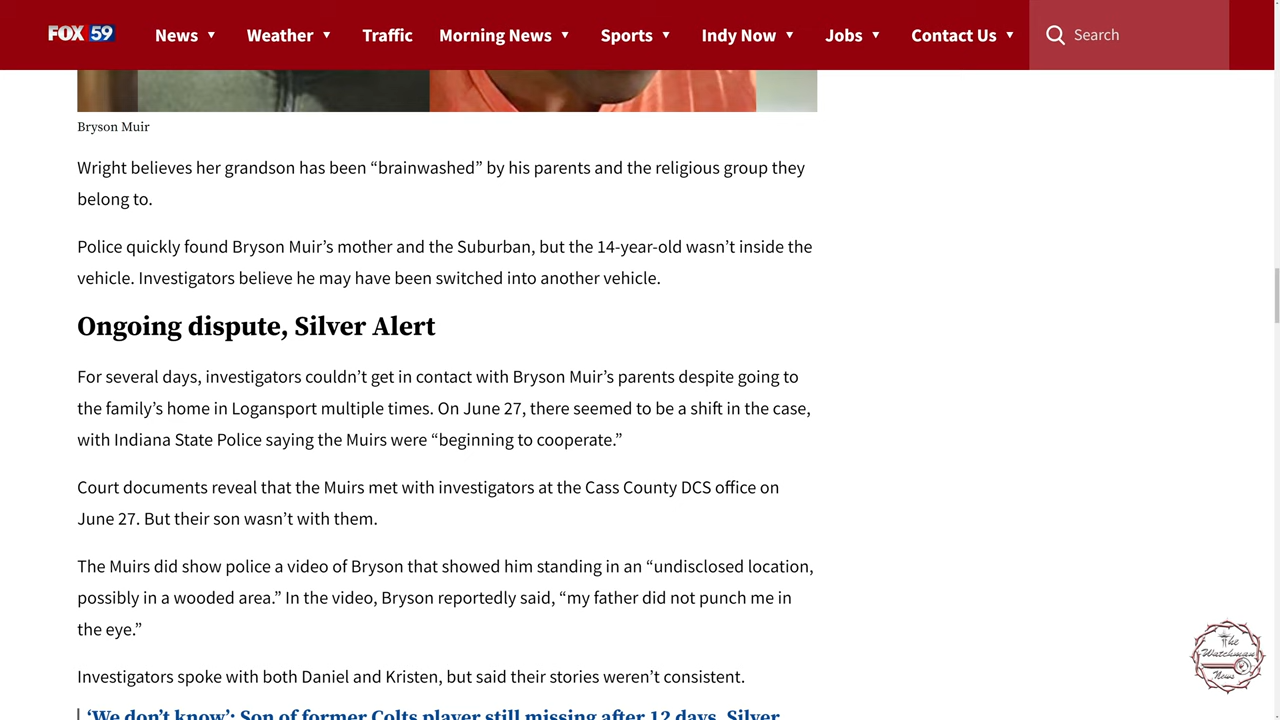 FOX 59 News ▼ Weather ▼ Traffic Morning News ▼ Sports ▼ Indy Now ▼ Jobs ▼ Contact Us ▼ Search
Bryson Muir
Wright believes her grandson has been “brainwashed” by his parents and the religious group they
belong to.
Police quickly found Bryson Muir’s mother and the Suburban, but the 14-year-old wasn’t inside the
vehicle. Investigators believe he may have been switched into another vehicle.
Ongoing dispute, Silver Alert
For several days, investigators couldn’t get in contact with Bryson Muir’s parents despite going to
the family’s home in Logansport multiple times. On June 27, there seemed to be a shift in the case,
with Indiana State Police saying the Muirs were “beginning to cooperate.”
Court documents reveal that the Muirs met with investigators at the Cass County DCS office on
June 27. But their son wasn’t with them.
The Muirs did show police a video of Bryson that showed him standing in an “undisclosed location,
possibly in a wooded area.” In the video, Bryson reportedly said, “my father did not punch me in
the eye.”
The
Watchman
News
Investigators spoke with both Daniel and Kristen, but said their stories weren’t consistent.
‘We don’t know’: Son of former Colts player still missing after 12 days, Silver